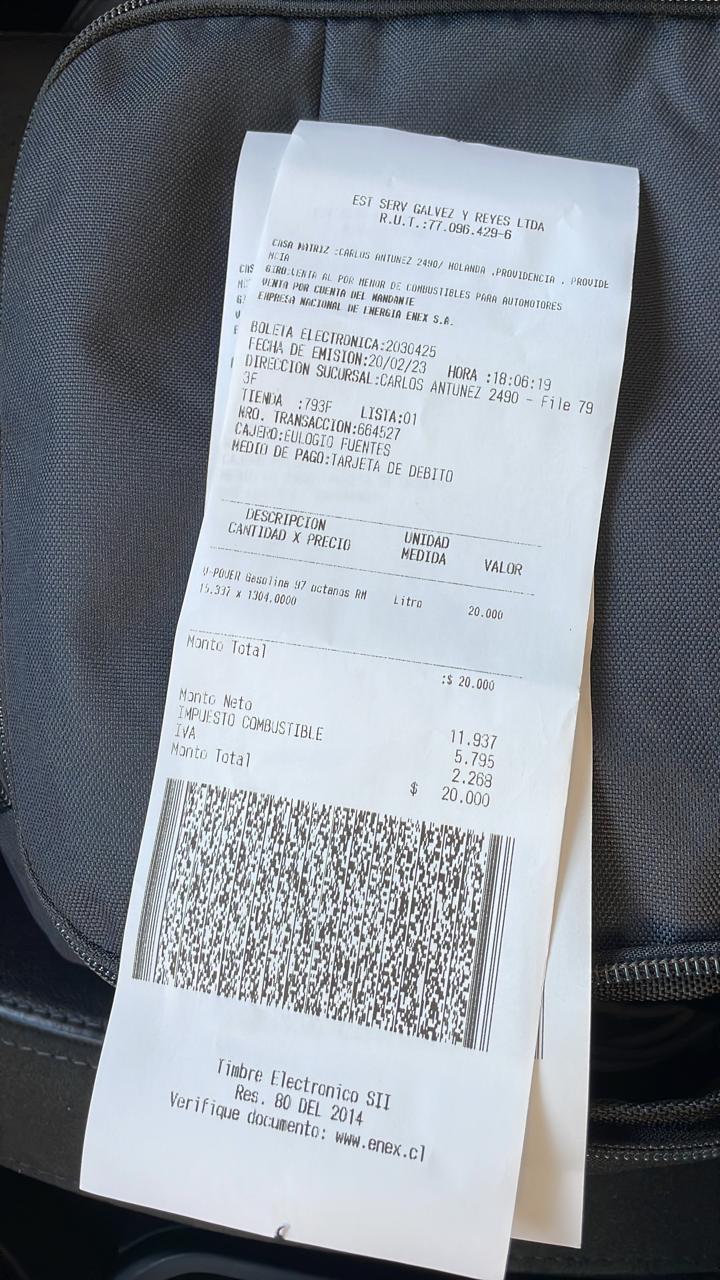 EST SERV GALVEZ Y REYES LTDA
R.U.T.:77.096.429-6
CASA MATRIZ :CARLOS ANTUNEZ 2490/ HOLANDA ,PROVIDENCIA , PROVIDE
NCIA
GIRO:VENTA AL POR MENOR DE COMBUSTIBLES PARA AUTOMOTORES
VENTA POR CUENTA DEL MANDANTE
EMPRESA NACIONAL DE ENERGIA ENEX S.A.
BOLETA ELECTRONICA:2030425
FECHA DE EMISION:20/02/23 HORA :18:06:19
DIRECCION SUCURSAL:CARLOS ANTUNEZ 2490 - File 79
3F
TIENDA :793F LISTA:01
NRO. TRANSACCION:664527
CAJERO:EULOGIO FUENTES
MEDIO DE PAGO:TARJETA DE DEBITO
DESCRIPCION UNIDAD
CANTIDAD X PRECIO MEDIDA VALOR
V-POWER Gasolina 97 octanos RM Litro 20.000
15.337 x 1304,0000
Monto Total :$ 20.000
Monto Neto 11.937
IMPUESTO COMBUSTIBLE 5.795
IVA 2.268
Monto Total $ 20.000
Timbre Electronico SII
Res. 80 DEL 2014
Verifique documento: www.enex.cl